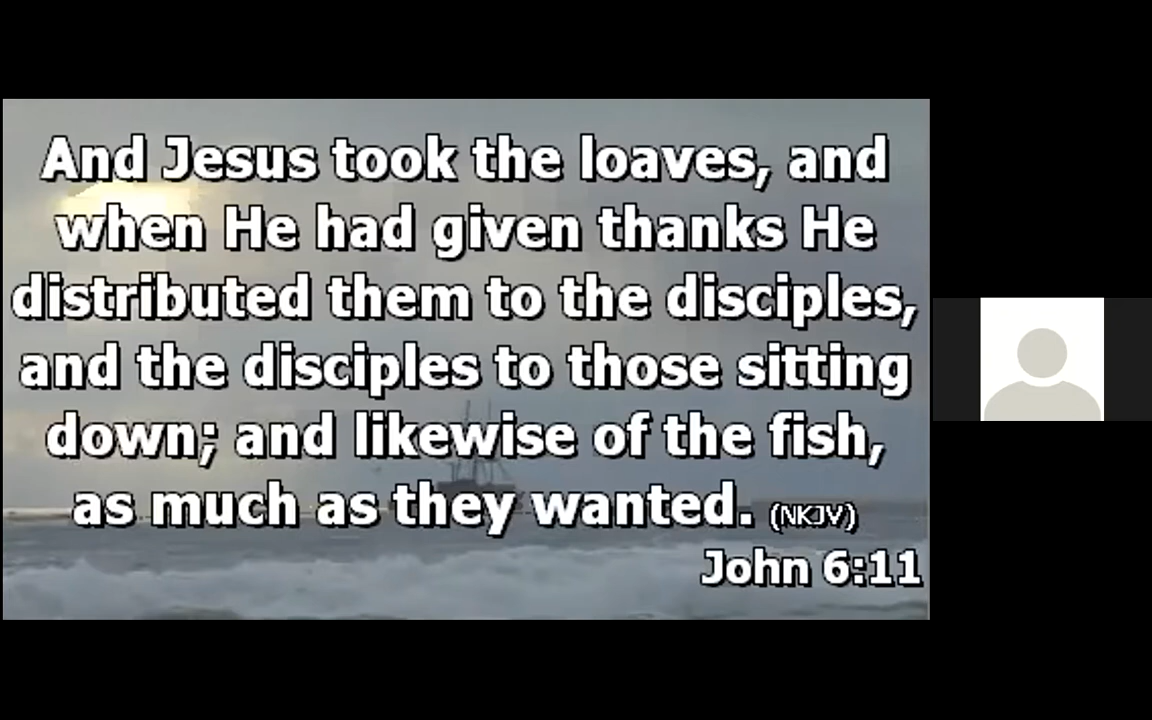 And Jesus took the loaves, and
when He had given thanks He
distributed them to the disciples,
and the disciples to those sitting
down; and likewise of the fish,
as much as they wanted. (NKJV)
John 6:11